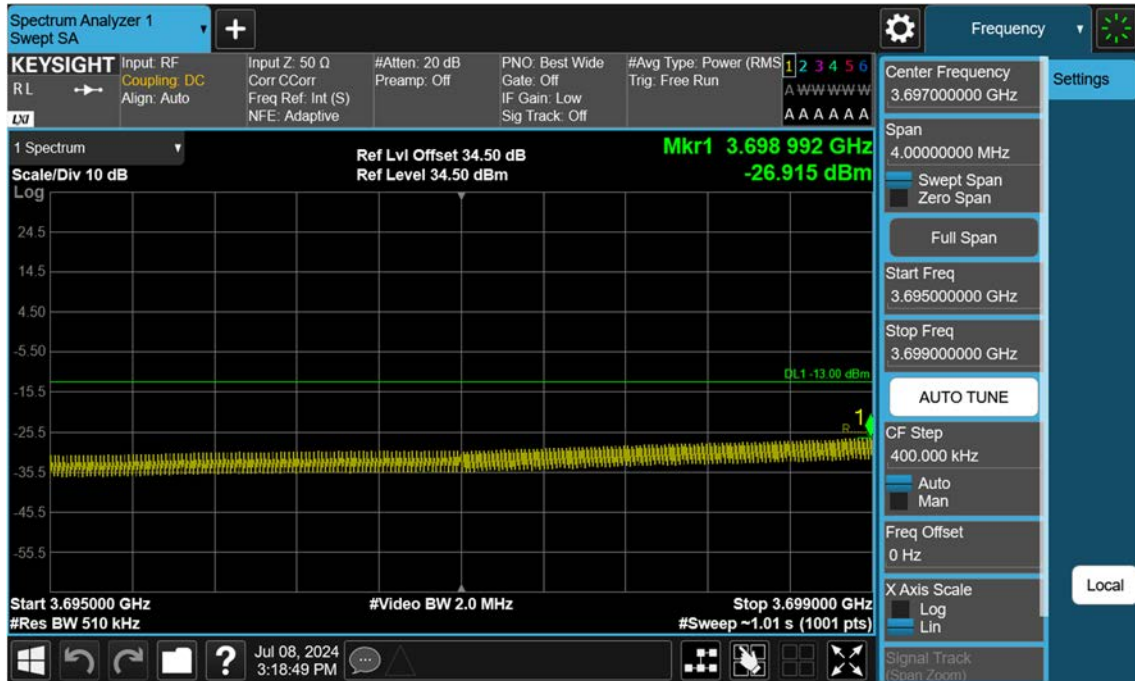 Spectrum Analyzer 1
Swept SA
+
Frequency
KEYSIGHT
RL
LXI
Input: RF
Coupling: DC
Align: Auto
Input Z: 50 Ω
Corr CCorr
Freq Ref: Int (S)
NFE: Adaptive
#Atten: 20 dB
Preamp: Off
PNO: Best Wide
Gate: Off
IF Gain: Low
Sig Track: Off
#Avg Type: Power (RMS
Trig: Free Run
1 2 3 4 5 6
A W W W W W
A A A A A A
1 Spectrum
Scale/Div 10 dB
Ref Lvl Offset 34.50 dB
Ref Level 34.50 dBm
Mkr1 3.698 992 GHz
-26.915 dBm
Log
24.5
14.5
4.50
-5.50
-15.5
-25.5
-35.5
-45.5
-55.5
DL1 -13.00 dBm
1
R
Start 3.695000 GHz
#Res BW 510 kHz
#Video BW 2.0 MHz
Stop 3.699000 GHz
#Sweep ~1.01 s (1001 pts)
Center Frequency
3.697000000 GHz
Span
4.00000000 MHz
Swept Span
Zero Span
Full Span
Start Freq
3.695000000 GHz
Stop Freq
3.699000000 GHz
AUTO TUNE
CF Step
400.000 kHz
Auto
Man
Freq Offset
0 Hz
X Axis Scale
Log
Lin
Signal Track
(Span Zoom)
Settings
Local
?
Jul 08, 2024
3:18:49 PM